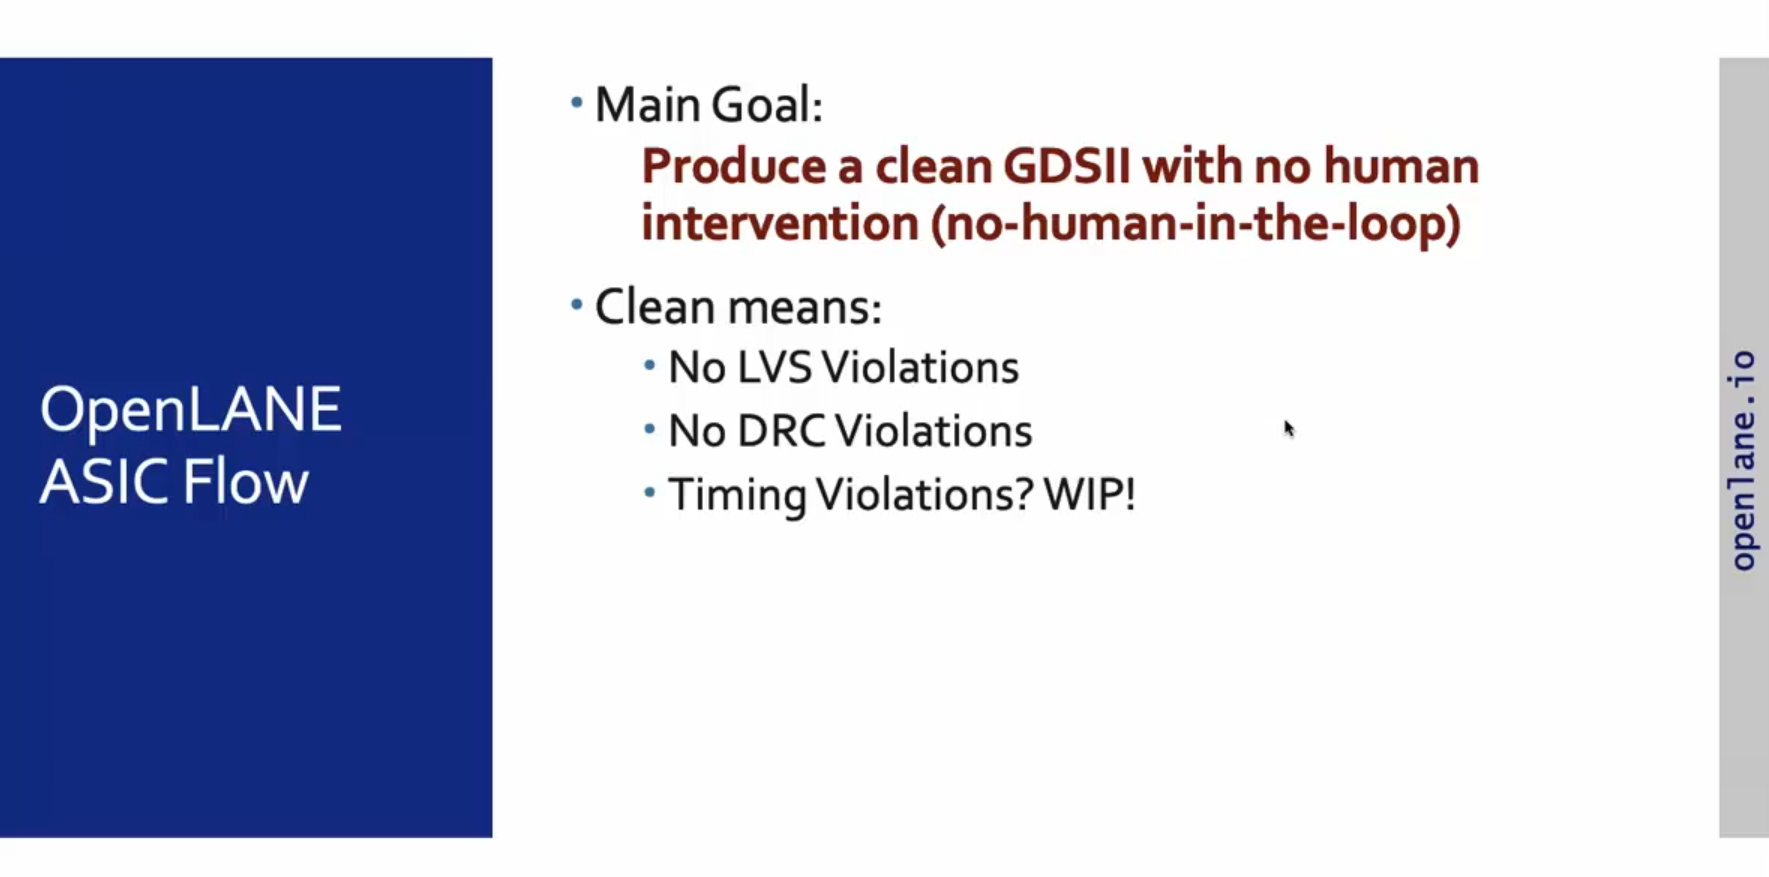 OpenLANE
ASIC Flow
• Main Goal:
Produce a clean GDSII with no human
intervention (no-human-in-the-loop)
• Clean means:
• No LVS Violations
• No DRC Violations
• Timing Violations? WIP!
openlane.io